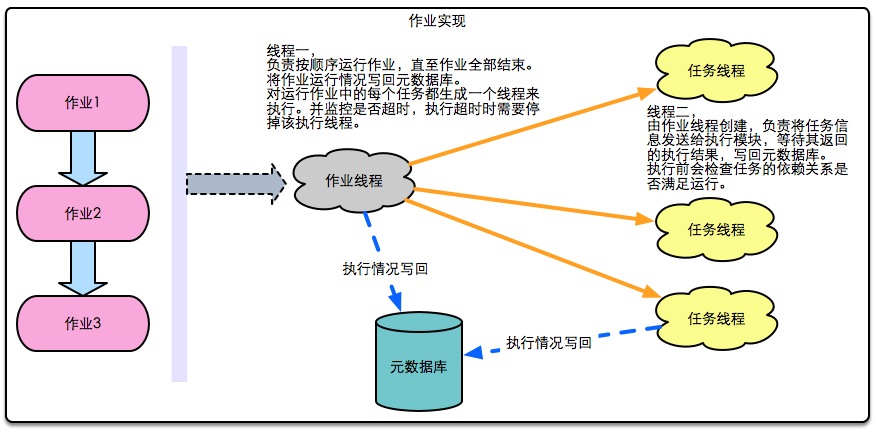 作业实现
作业1
作业2
作业3
线程一，
负责按顺序运行作业，直至作业全部结束。
将作业运行情况写回元数据库。
对运行作业中的每个任务都生成一个线程来
执行。并监控是否超时，执行超时时需要停
掉该执行线程。
作业线程
执行情况写回
元数据库
任务线程
线程二，
由作业线程创建，负责将任务信
息发送给执行模块，等待其返回
的执行结果，写回元数据库。
执行前会检查任务的依赖关系是
否满足运行。
任务线程
任务线程
执行情况写回